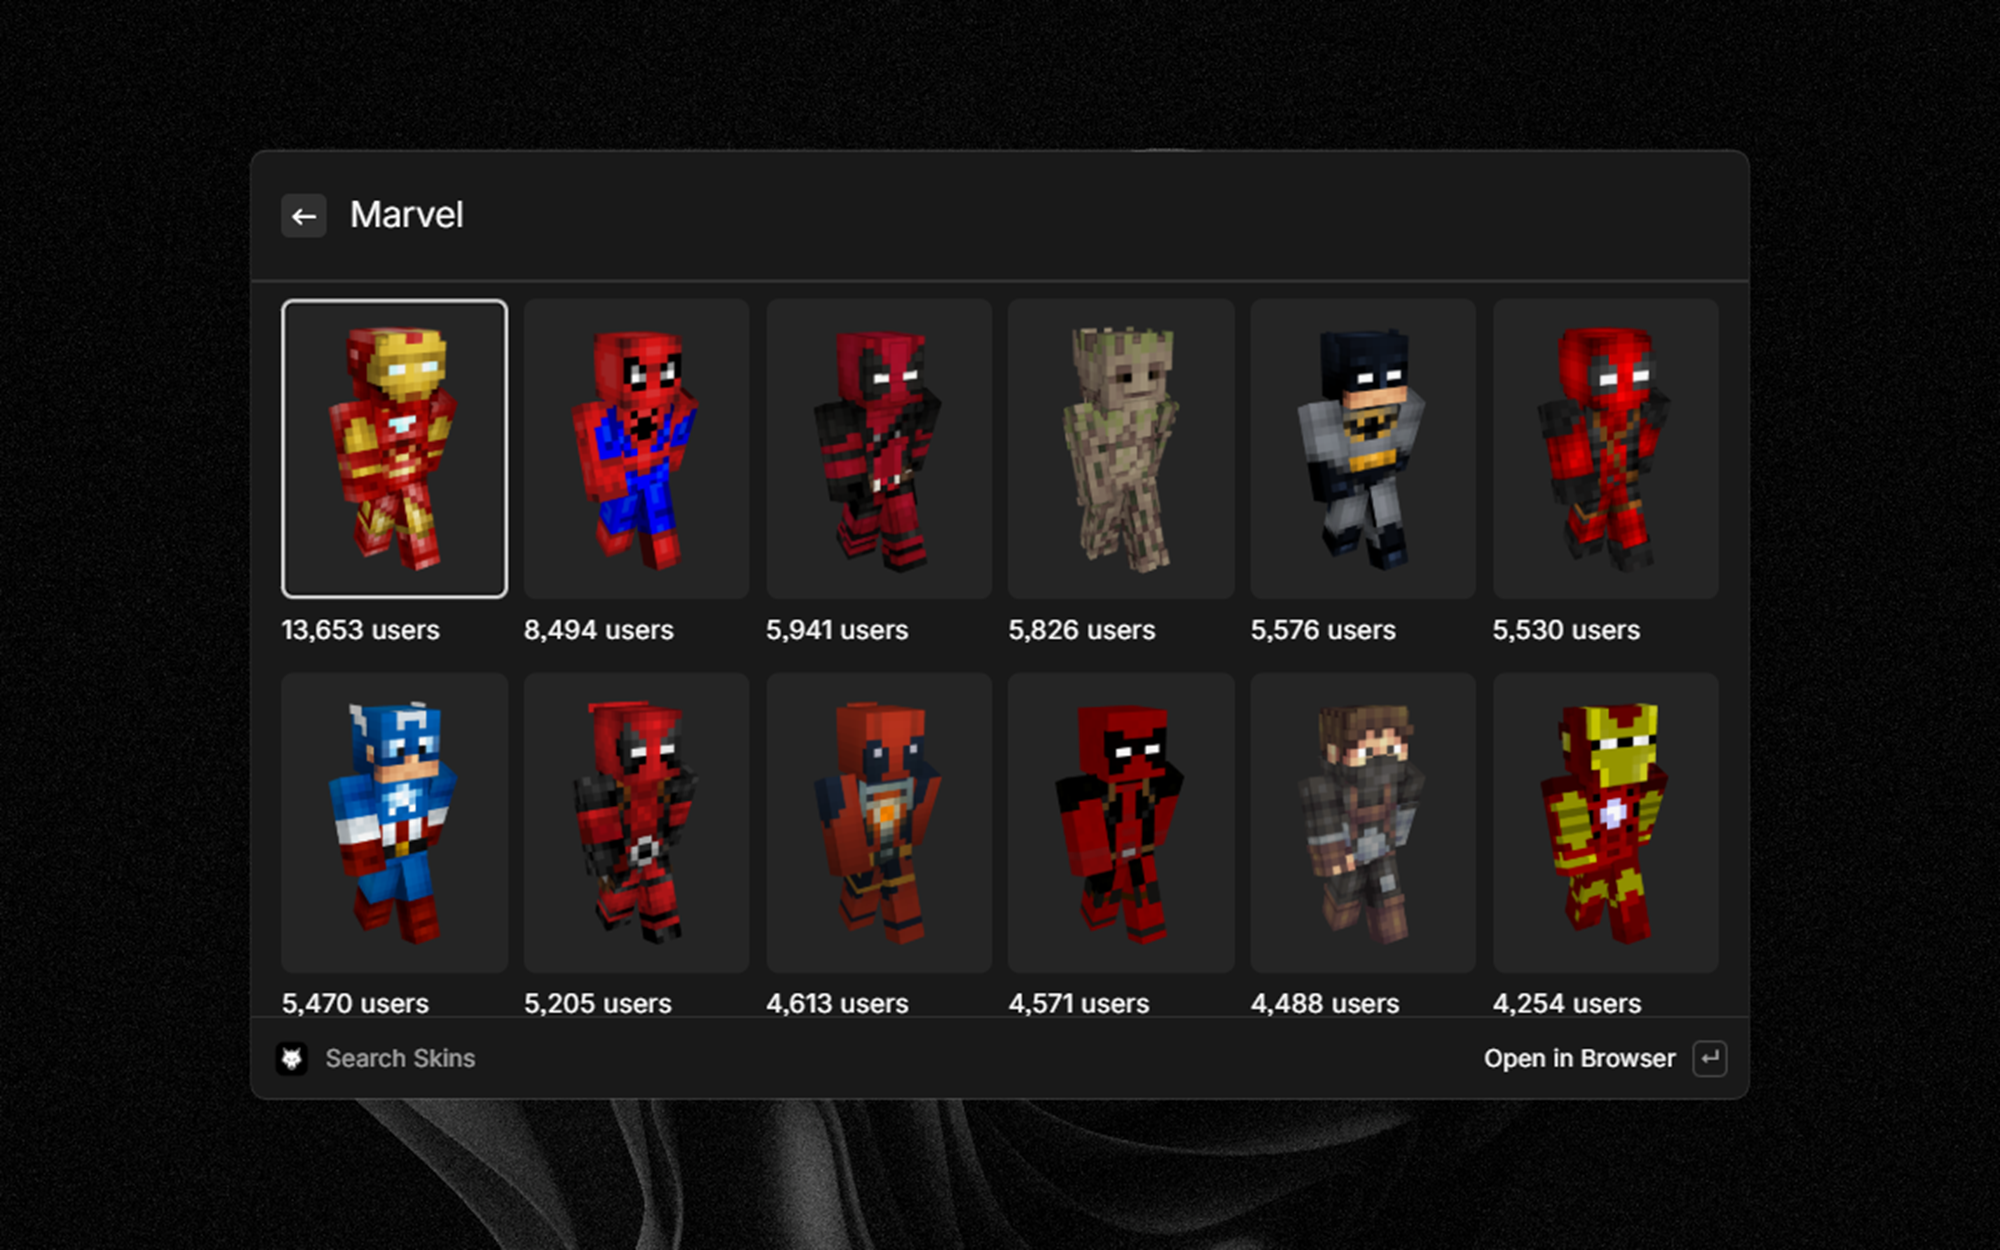 Marvel
13,653 users
8,494 users
5,941 users
5,826 users
5,576 users
5,530 users
5,470 users
5,205 users
4,613 users
4,571 users
4,488 users
4,254 users
Search Skins
Open in Browser